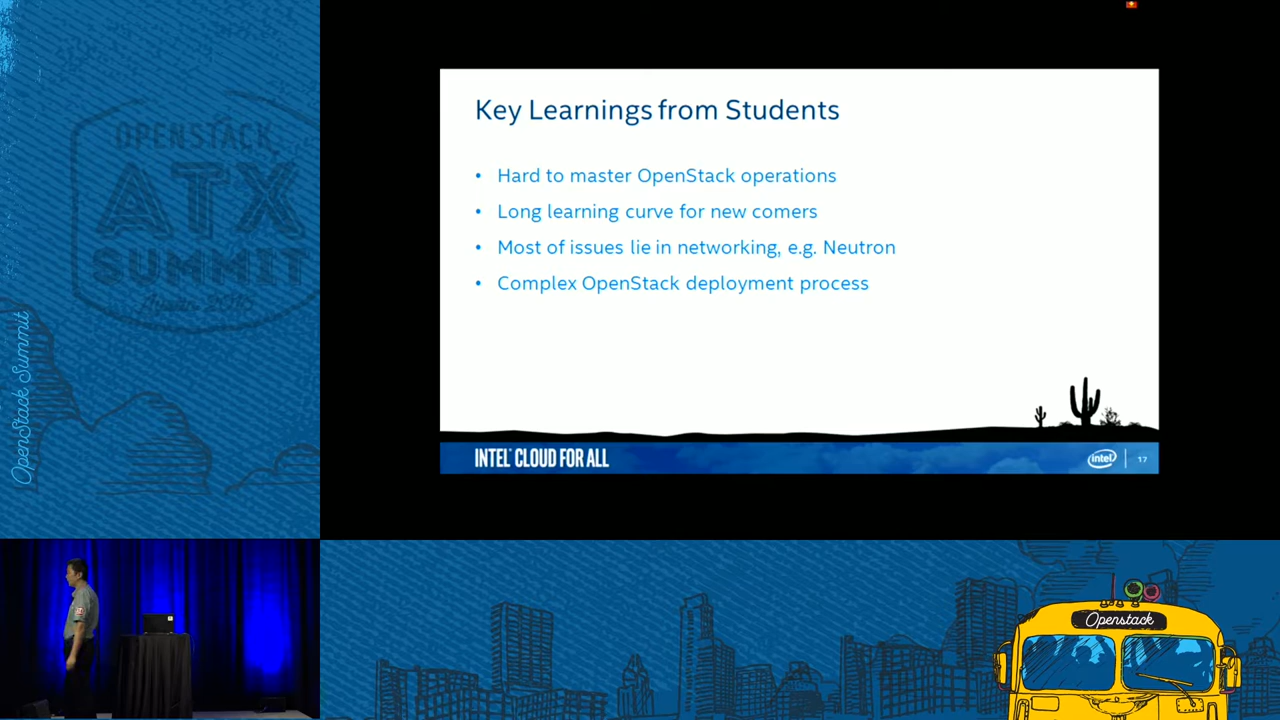 OPENSTACK
ATX
SUMMIT
OpenStack Summit
Key Learnings from Students
• Hard to master OpenStack operations
• Long learning curve for new comers
• Most of issues lie in networking, e.g. Neutron
• Complex OpenStack deployment process
INTEL® CLOUD FOR ALL
intel
17
Openstack